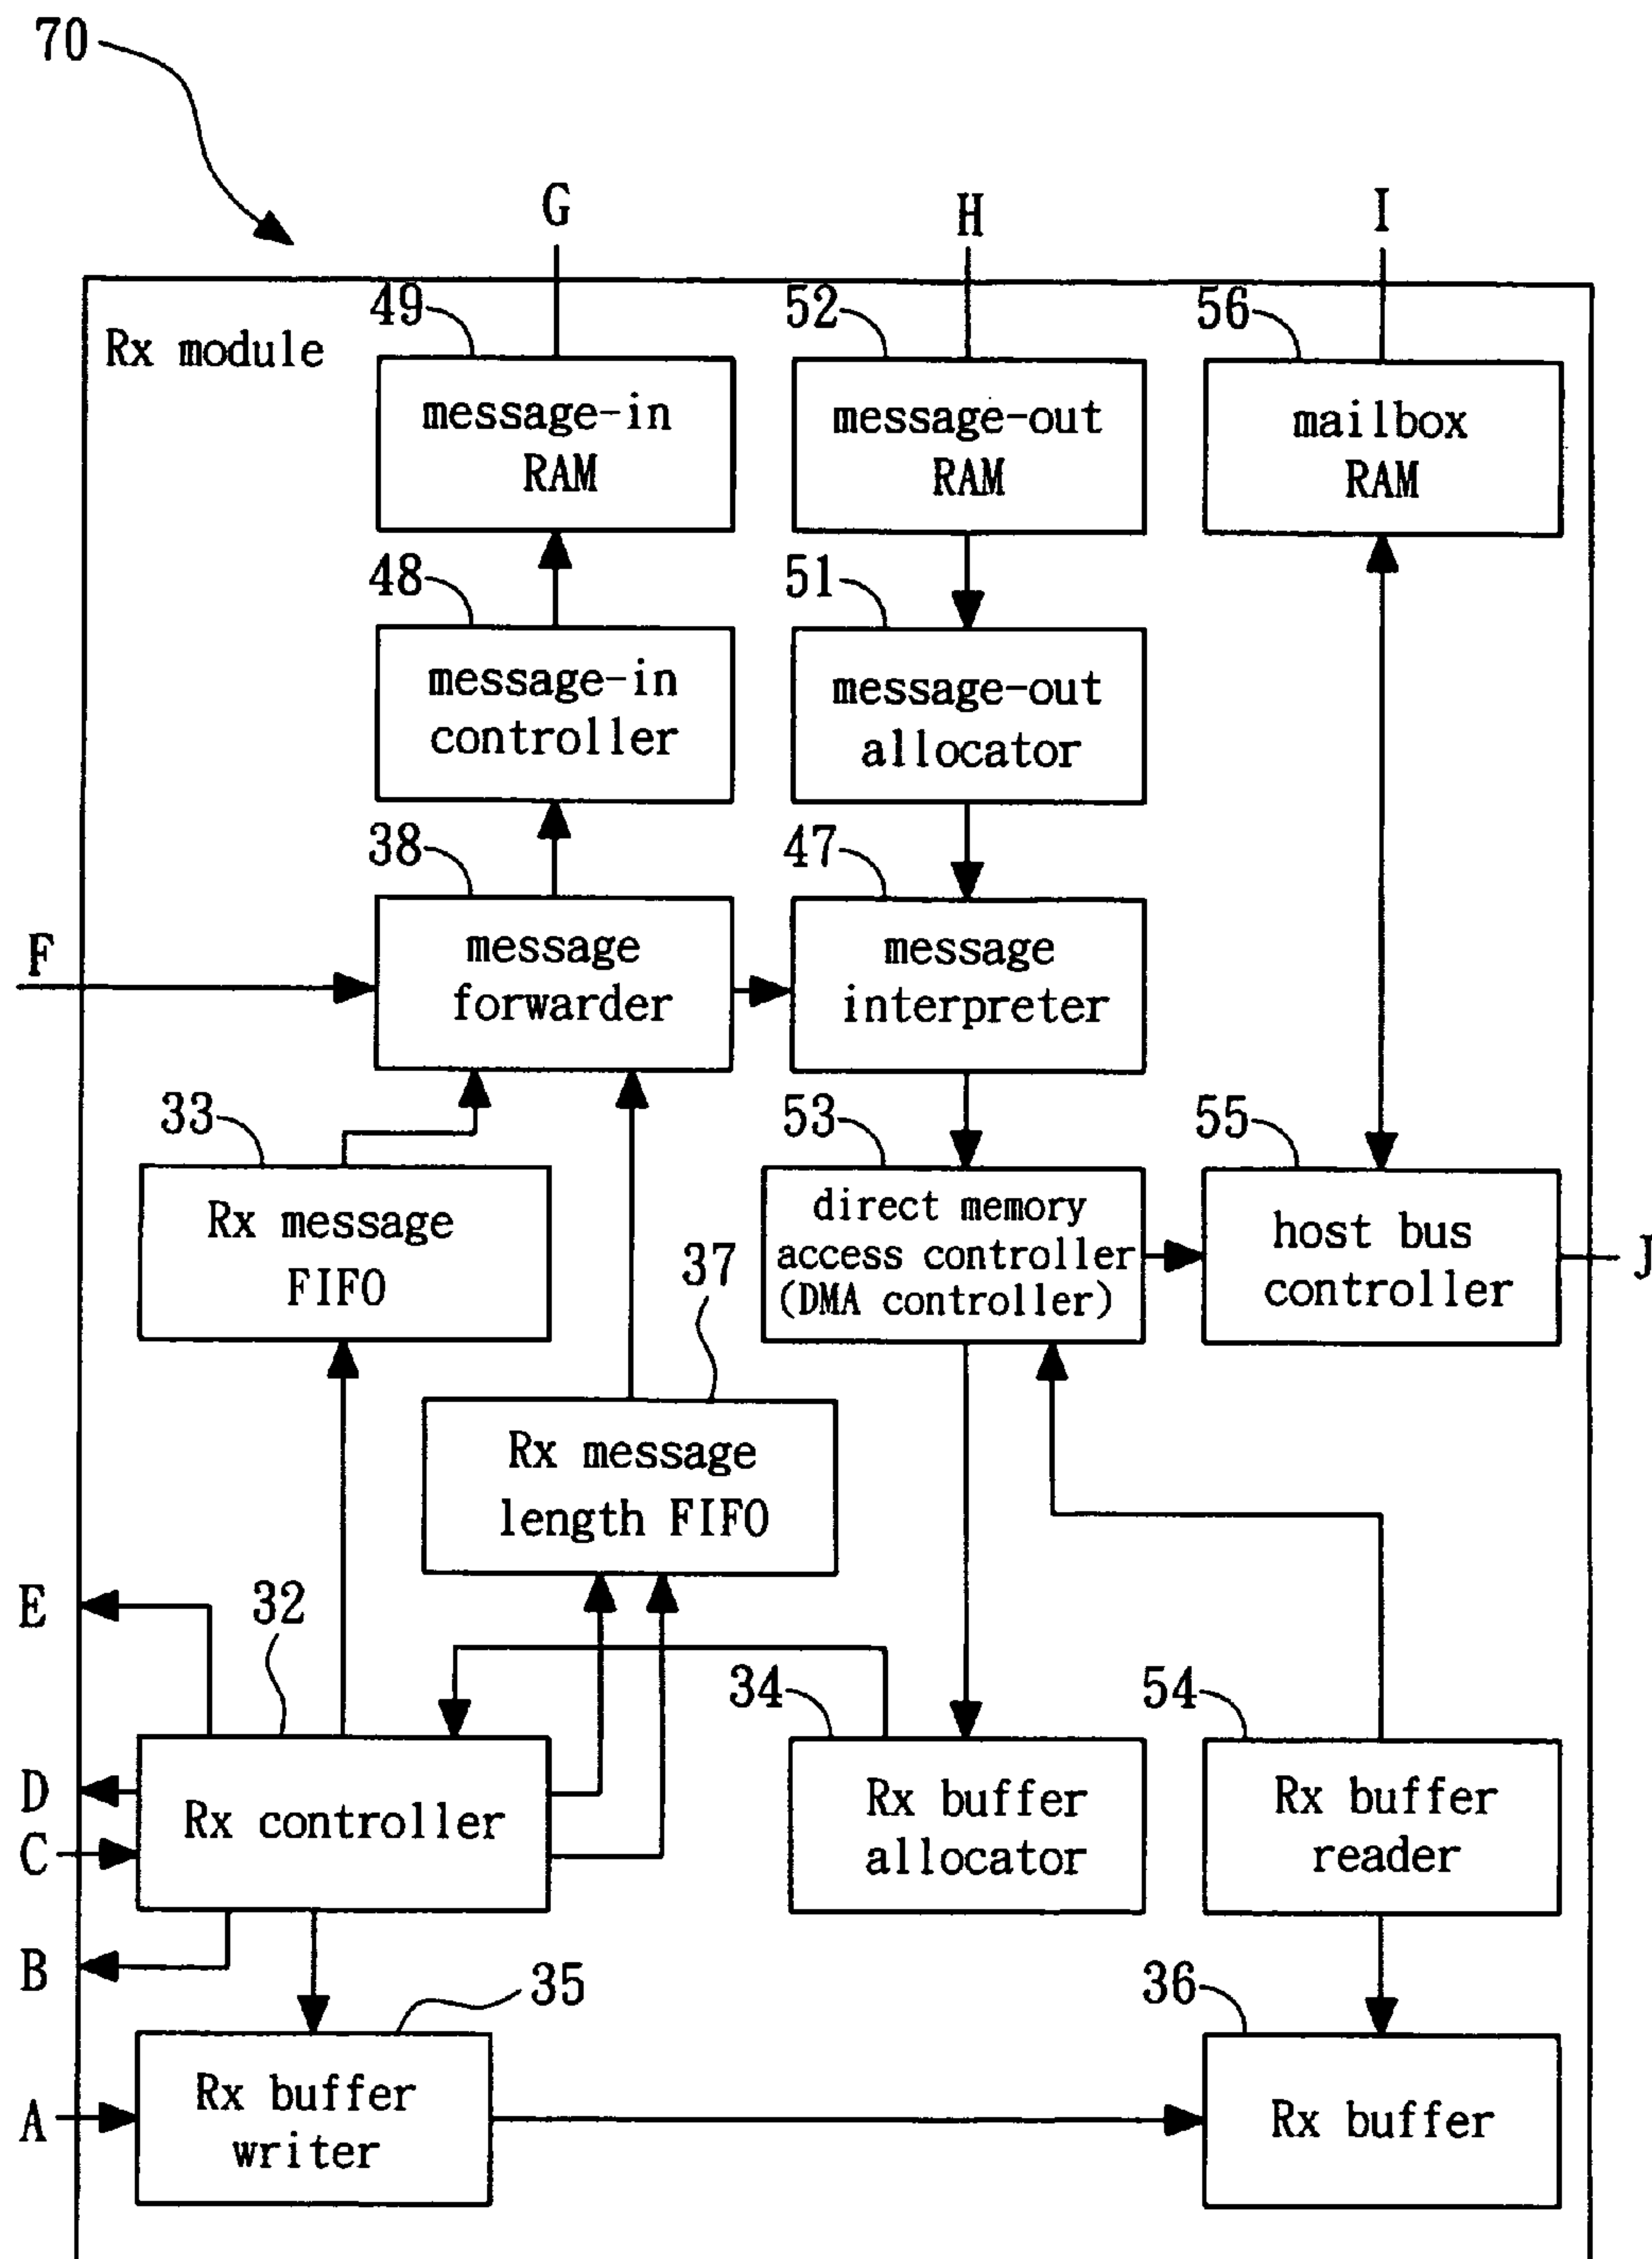 70
G
H
I
Rx module
49
52
56
message-in
RAM
message-out
RAM
mailbox
RAM
48
51
message-in
controller
message-out
allocator
38
47
F
message
forwarder
message
interpreter
33
53
55
Rx message
FIFO
direct memory
access controller
(DMA controller)
host bus
controller
J
37
Rx message
length FIFO
E
32
34
54
D
C
Rx controller
Rx buffer
allocator
Rx buffer
reader
B
35
36
A
Rx buffer
writer
Rx buffer